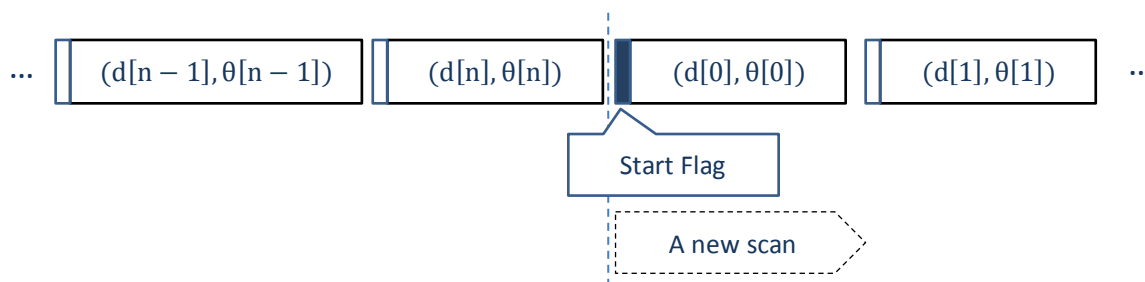 ... (d[n − 1], θ[n − 1]) (d[n], θ[n]) (d[0], θ[0]) (d[1], θ[1]) ..
Start Flag
A new scan